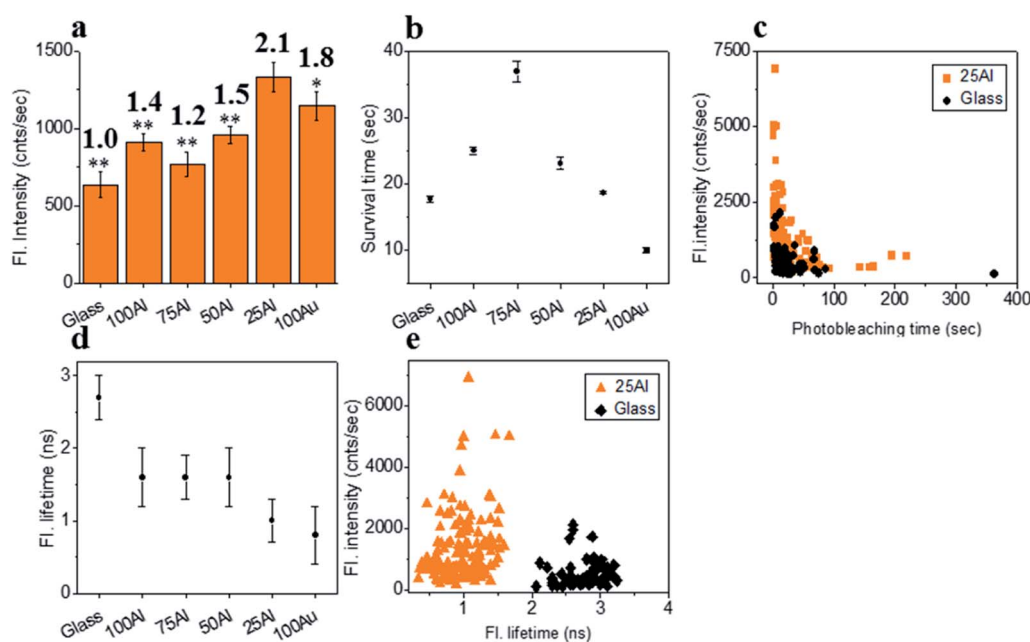 a
Fl. Intensity (cnts/sec)
1500
1000
500
0
1.0
**
1.4
**
1.2
**
1.5
**
2.1
1.8
*
Glass
100Al
75Al
50Al
25Al
100Au
b
Survival time (sec)
40
30
20
10
Glass
100Al
75Al
50Al
25Al
100Au
c
Fl.intensity (cnts/sec)
7500
5000
2500
0
25Al
Glass
0
100
200
300
400
Photobleaching time (sec)
d
Fl. lifetime (ns)
3
2
1
0
Glass
100Al
75Al
50Al
25Al
100Au
e
Fl. intensity (cnts/sec)
6000
4000
2000
0
25Al
Glass
1
2
3
4
Fl. lifetime (ns)